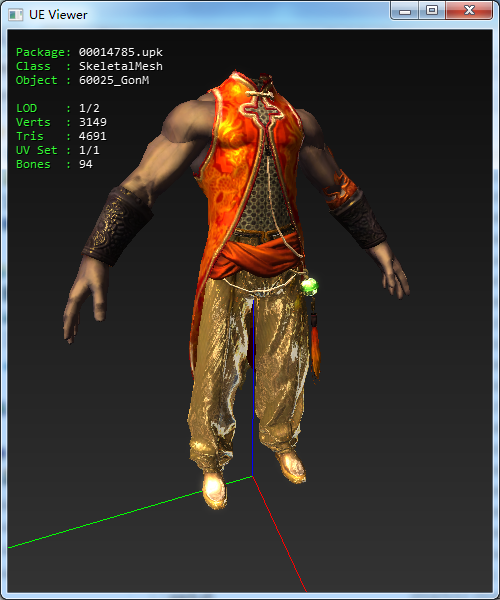 UE Viewer
Package: 00014785.upk
Class  : SkeletalMesh
Object : 60025_GonM
LOD    : 1/2
Verts  : 3149
Tris   : 4691
UV Set : 1/1
Bones  : 94